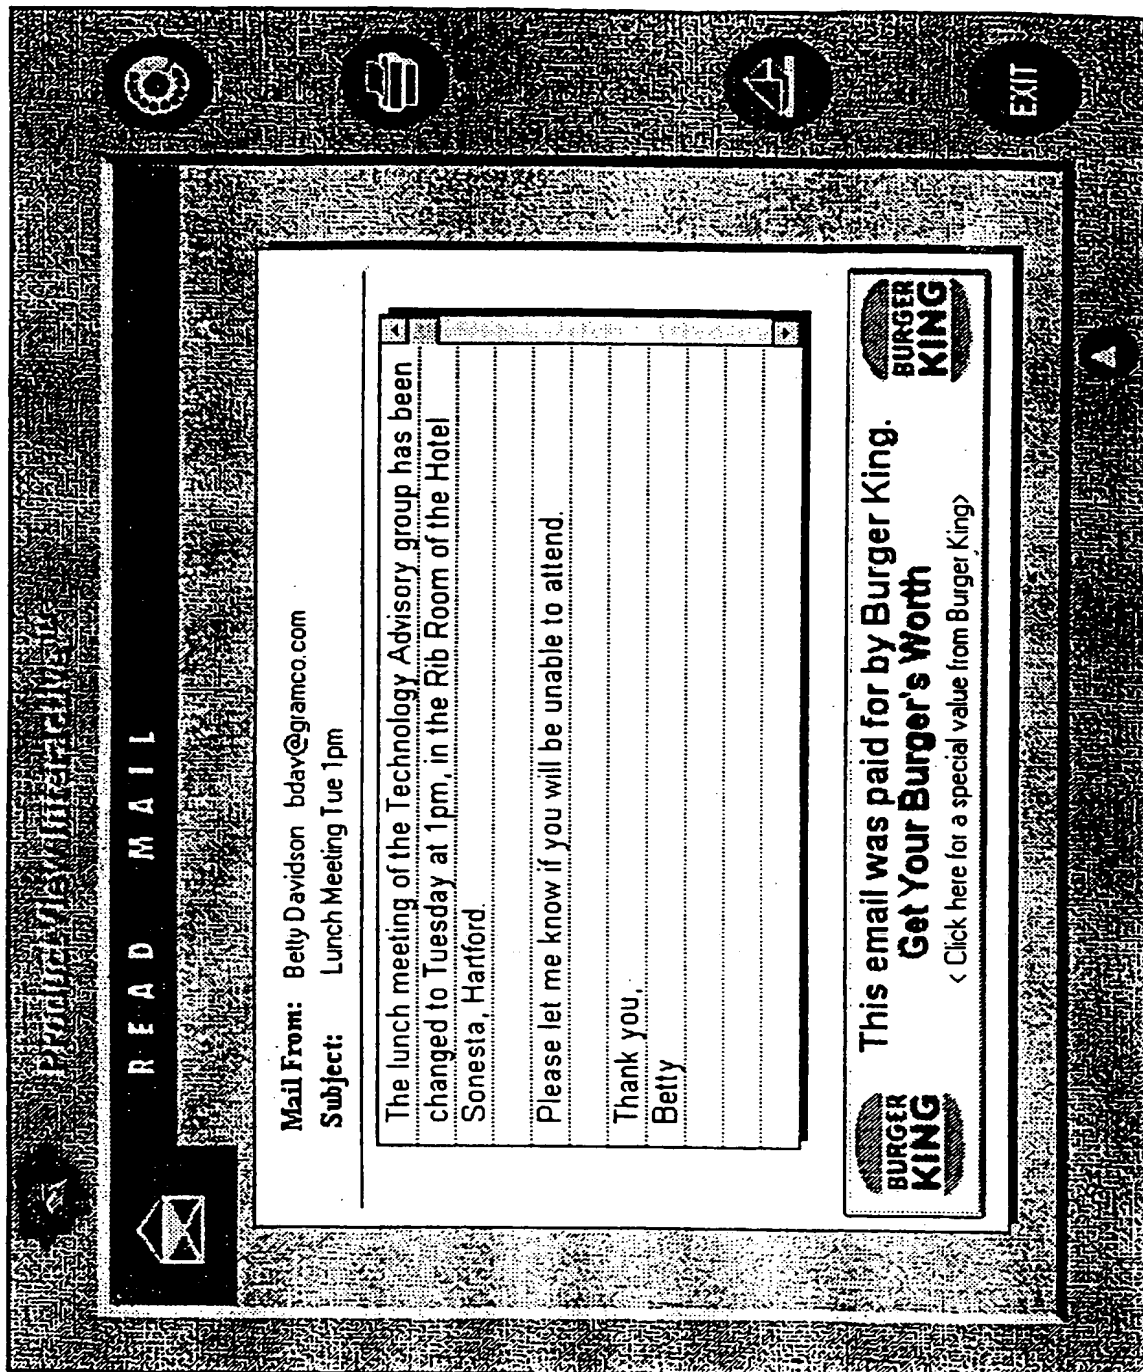 ProductView Interactive
READ MAIL
Mail From: Betty Davidson bdav@gramco.com
Subject: Lunch Meeting Tue 1pm
The lunch meeting of the Technology Advisory group has been
changed to Tuesday at 1pm, in the Rib Room of the Hotel
Sonesta, Hartford.
Please let me know if you will be unable to attend.
Thank you,
Betty
BURGER
KING
This email was paid for by Burger King.
Get Your Burger's Worth
< Click here for a special value from Burger King>
BURGER
KING
EXIT